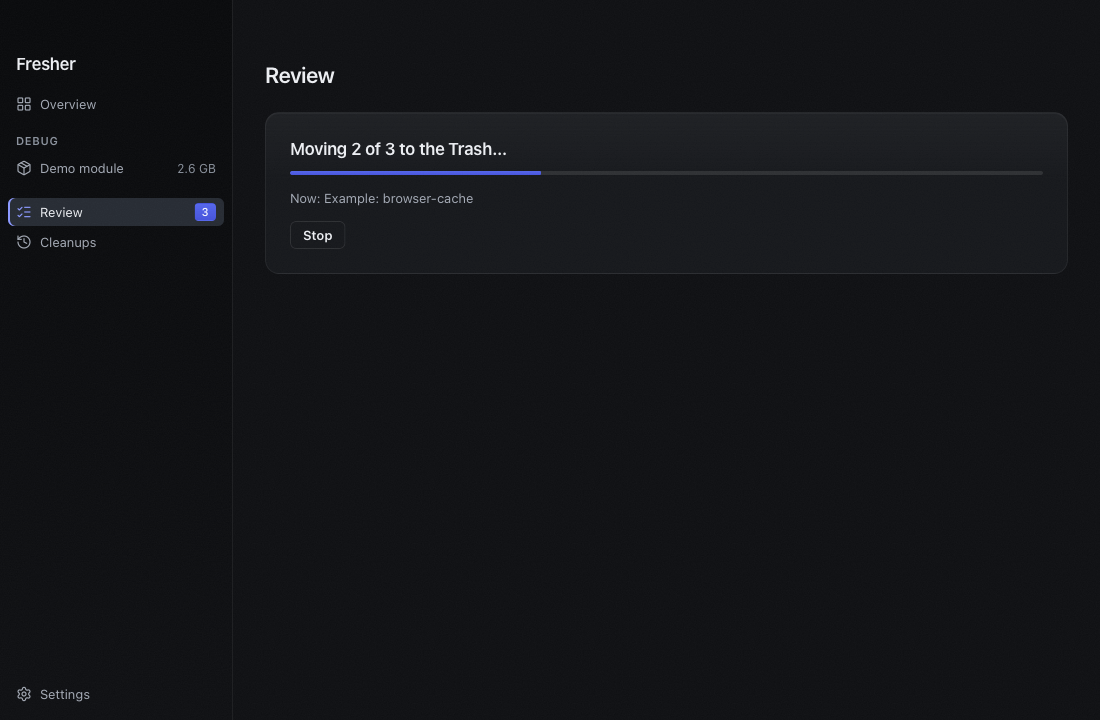 Fresher
Overview
DEBUG
Demo module 2.6 GB
Review 3
Cleanups
Settings
Review
Moving 2 of 3 to the Trash…
Now: Example: browser-cache
Stop